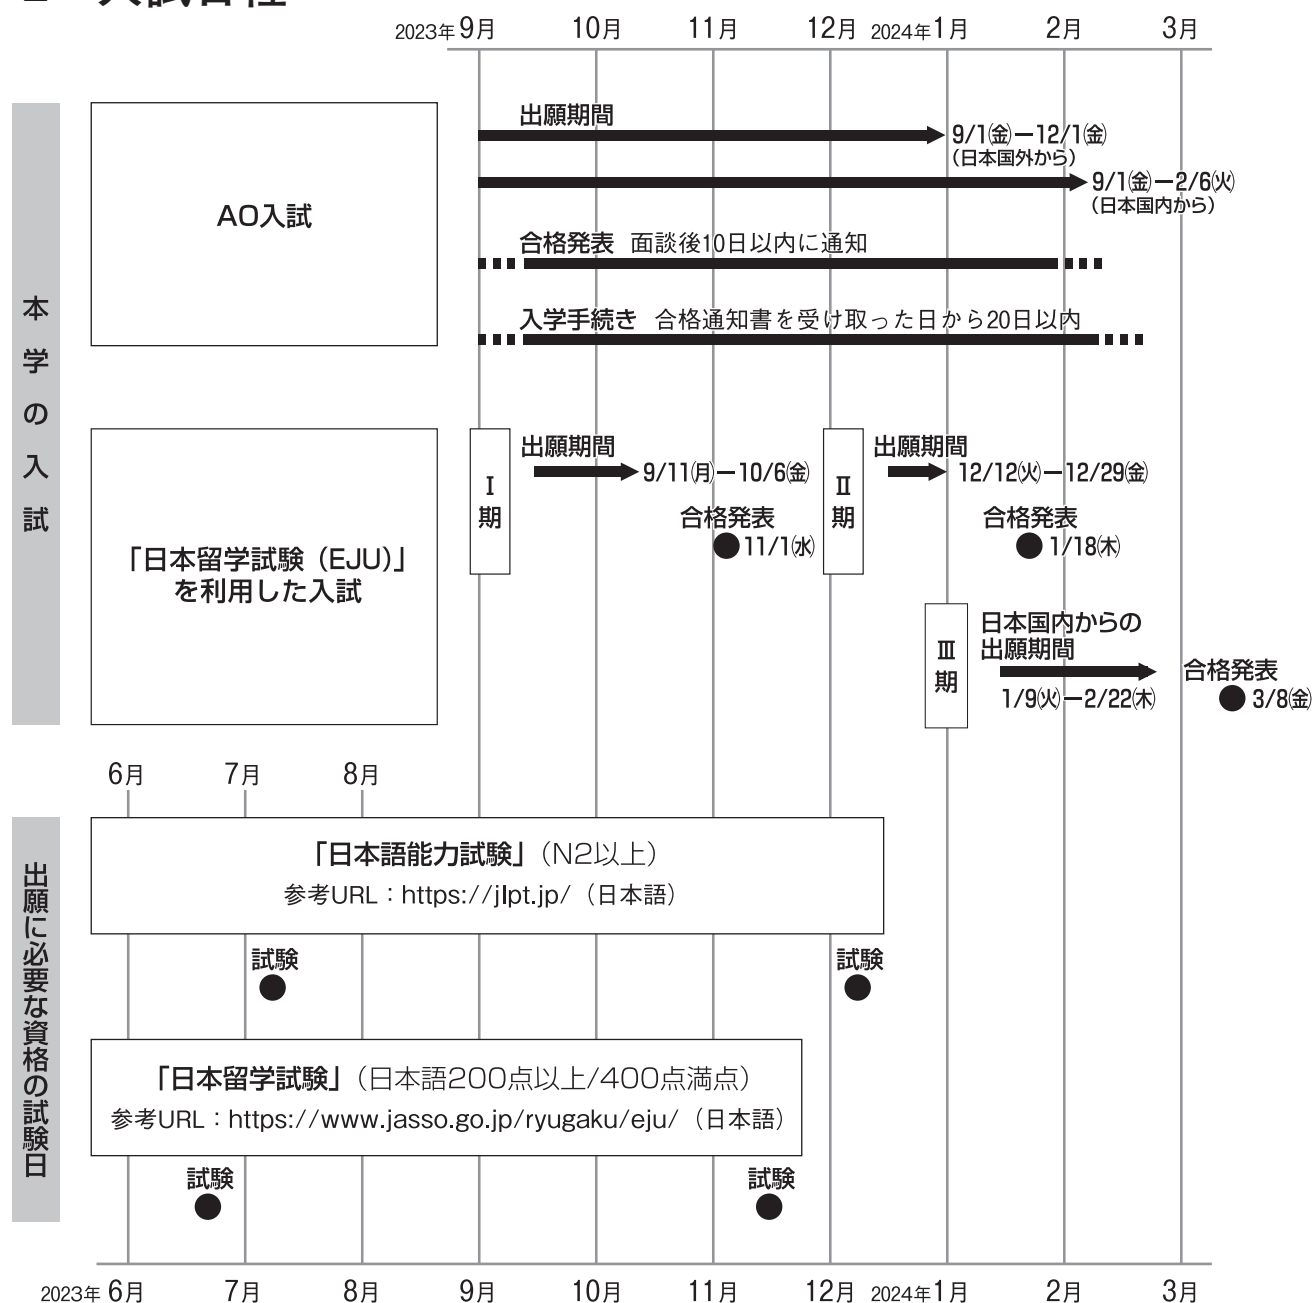 2023年 9月 10月 11月 12月 2024年 1月 2月 3月
本学の入試
AO入試
出願期間
9/1(金)ー12/1(金)
(日本国外から)
9/1(金)ー2/6(火)
(日本国内から)
合格発表 面談後10日以内に通知
入学手続き 合格通知書を受け取った日から20日以内
「日本留学試験（EJU）」
を利用した入試
Ⅰ期
出願期間
9/11(月)ー10/6(金)
合格発表
11/1(水)
Ⅱ期
出願期間
12/12(火)ー12/29(金)
合格発表
1/18(木)
Ⅲ期
日本国内からの
出願期間
1/9(火)ー2/22(木)
合格発表
3/8(金)
6月 7月 8月
出願に必要な資格の試験日
「日本語能力試験」（N2以上）
参考URL：https://jlpt.jp/（日本語）
試験 試験
「日本留学試験」（日本語200点以上/400点満点）
参考URL：https://www.jasso.go.jp/ryugaku/eju/（日本語）
試験 試験
2023年 6月 7月 8月 9月 10月 11月 12月 2024年 1月 2月 3月